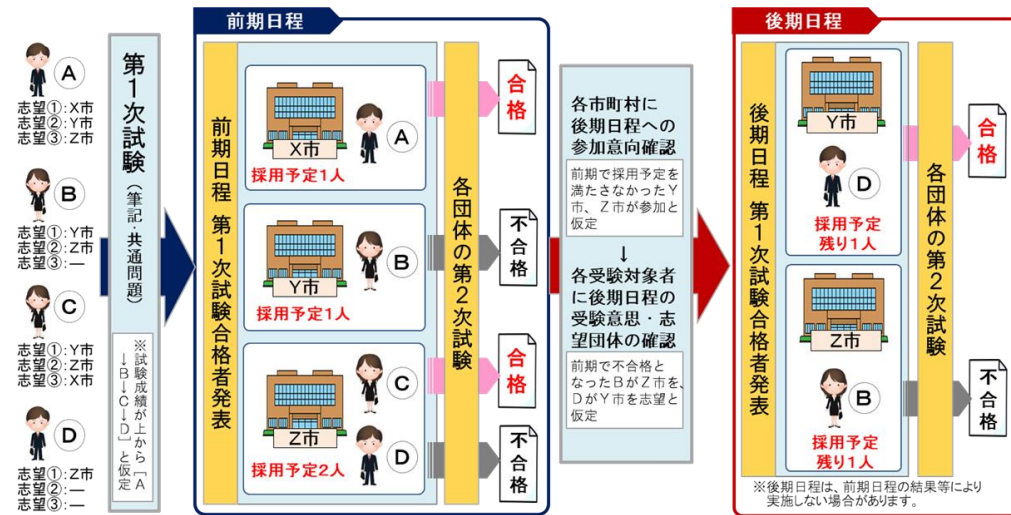 A
志望①:X市
志望②:Y市
志望③:Z市
B
志望①:Y市
志望②:Z市
志望③:―
C
志望①:Y市
志望②:Z市
志望③:X市
D
志望①:Z市
志望②:―
志望③:―
第1次試験(筆記・共通問題)
※試験成績が上から[A
→B→C→D]と仮定
前期日程
前期日程 第1次試験合格者発表
X市
A
採用予定1人
Y市
B
採用予定1人
Z市
C
D
採用予定2人
各団体の第2次試験
合格
不合格
合格
不合格
各市町村に
後期日程への
参加意向確認
前期で採用予定を
満たさなかったY
市、Z市が参加と
仮定
↓
各受験対象者
に後期日程の
受験意思・志
望団体の確認
前期で不合格と
なったBがZ市を、
DがY市を志望と
仮定
後期日程
後期日程 第1次試験合格者発表
Y市
D
採用予定
残り1人
Z市
B
採用予定
残り1人
各団体の第2次試験
合格
不合格
※後期日程は、前期日程の結果等により
実施しない場合があります。